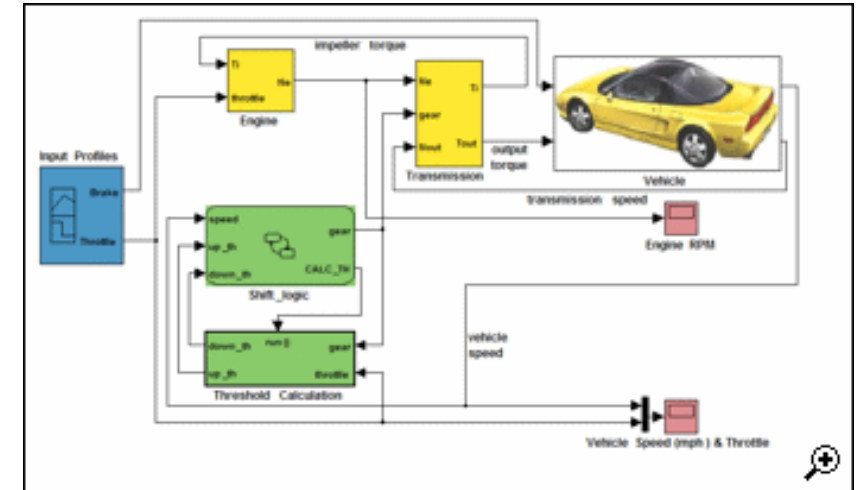 impeller torque
Ti
Ne
throttle
Engine
Ne
gear
Nout
Ti
Tout
Transmission
output
torque
Vehicle
transmission speed
Engine RPM
Input Profiles
Brake
Throttle
speed
up_th
down_th
gear
CALC_TH
Shift_logic
run()
down_th
up_th
gear
throttle
Threshold Calculation
vehicle
speed
Vehicle Speed (mph ) & Throttle